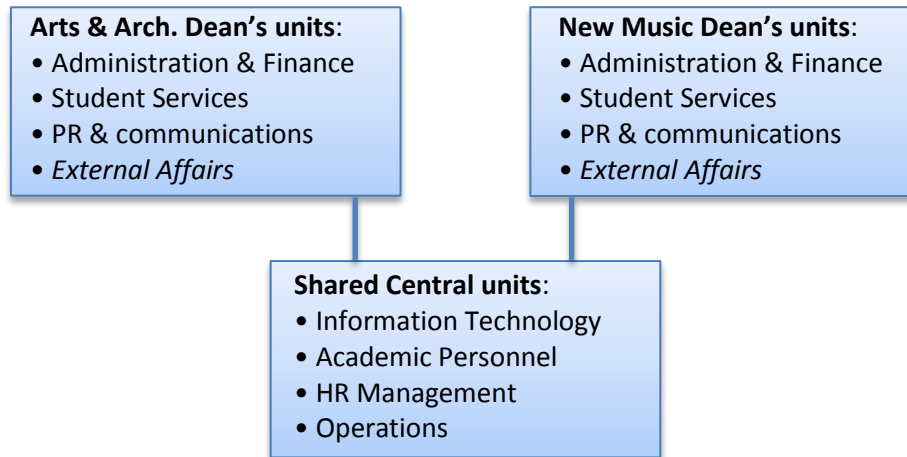 Arts & Arch. Dean’s units:
• Administration & Finance
• Student Services
• PR & communications
• External Affairs
New Music Dean’s units:
• Administration & Finance
• Student Services
• PR & communications
• External Affairs
Shared Central units:
• Information Technology
• Academic Personnel
• HR Management
• Operations